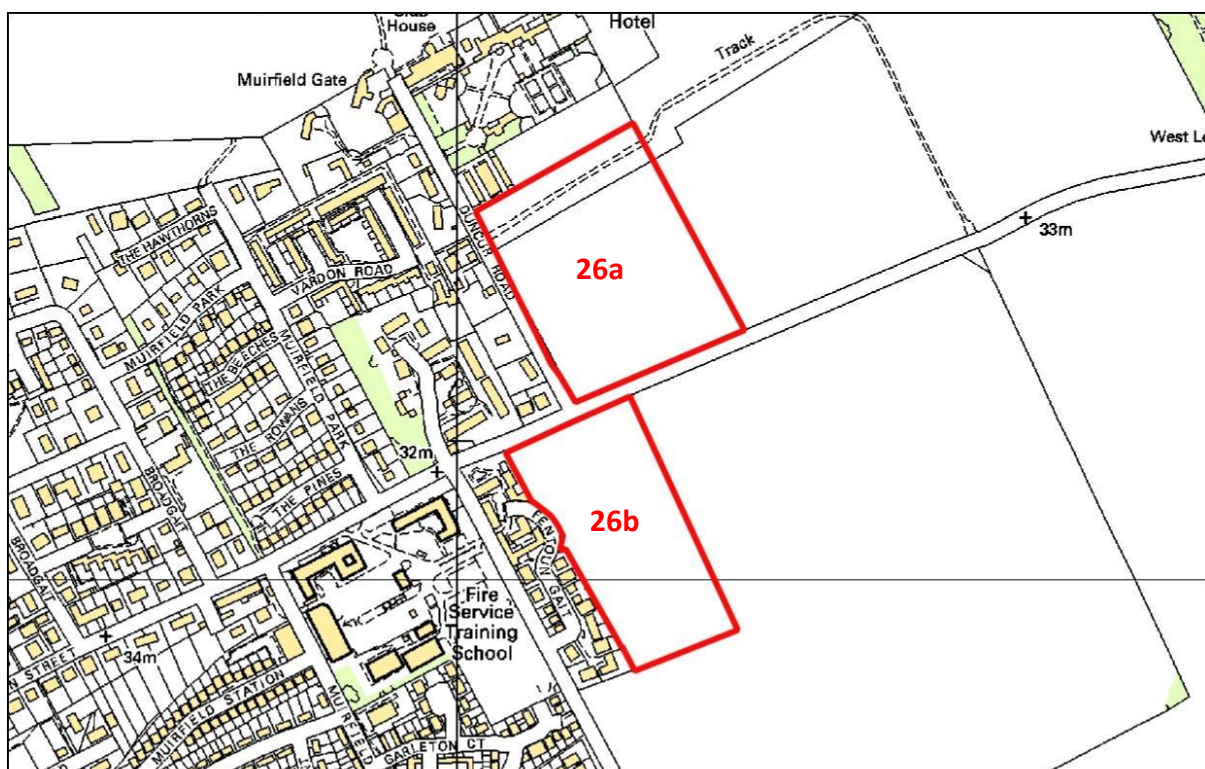 HOUSE
Hotel
Track
Muirfield Gate
West Lo
THE HAWTHORNS
DUNCUR ROAD
33m
VARDON ROAD
26a
MUIRFIELD PARK
THE BEECHES
MUIRFIELD PARK
THE ROWANS
32m
BROADGAIT
THE PINES
FENTOUN GAIT
26b
BROADGAIT
Fire
Service
Training
School
34m
N STREET
MUIRFIELD STATION
MUIRFIELD
GARLETON CT